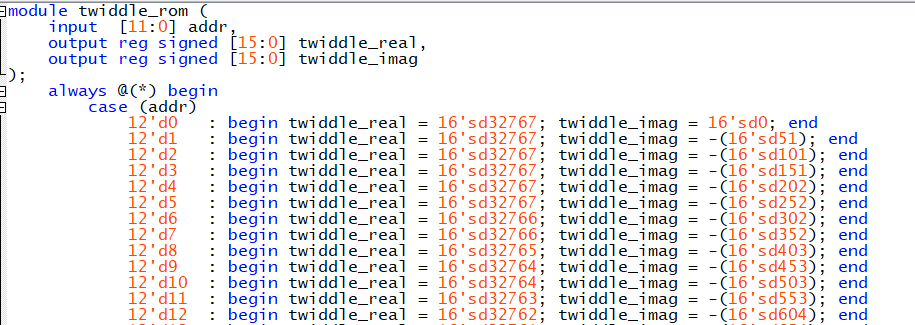 module twiddle_rom (
input [11:0] addr,
output reg signed [15:0] twiddle_real,
output reg signed [15:0] twiddle_imag
);
always @(*) begin
case (addr)
12'd0 : begin twiddle_real = 16'sd32767; twiddle_imag = 16'sd0; end
12'd1 : begin twiddle_real = 16'sd32767; twiddle_imag = -(16'sd51); end
12'd2 : begin twiddle_real = 16'sd32767; twiddle_imag = -(16'sd101); end
12'd3 : begin twiddle_real = 16'sd32767; twiddle_imag = -(16'sd151); end
12'd4 : begin twiddle_real = 16'sd32767; twiddle_imag = -(16'sd202); end
12'd5 : begin twiddle_real = 16'sd32767; twiddle_imag = -(16'sd252); end
12'd6 : begin twiddle_real = 16'sd32766; twiddle_imag = -(16'sd302); end
12'd7 : begin twiddle_real = 16'sd32766; twiddle_imag = -(16'sd352); end
12'd8 : begin twiddle_real = 16'sd32765; twiddle_imag = -(16'sd403); end
12'd9 : begin twiddle_real = 16'sd32764; twiddle_imag = -(16'sd453); end
12'd10 : begin twiddle_real = 16'sd32764; twiddle_imag = -(16'sd503); end
12'd11 : begin twiddle_real = 16'sd32763; twiddle_imag = -(16'sd553); end
12'd12 : begin twiddle_real = 16'sd32762; twiddle_imag = -(16'sd604); end